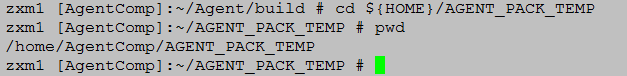 zxm1 [AgentComp]:~/Agent/build # cd ${HOME}/AGENT_PACK_TEMP
zxm1 [AgentComp]:~/AGENT_PACK_TEMP # pwd
/home/AgentComp/AGENT_PACK_TEMP
zxm1 [AgentComp]:~/AGENT_PACK_TEMP #